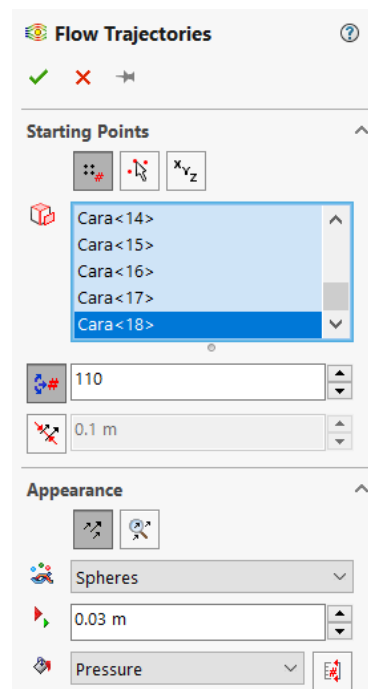 Flow Trajectories
Starting Points
#
X Y Z
Cara<14>
Cara<15>
Cara<16>
Cara<17>
Cara<18>
#
110
0.1 m
Appearance
Spheres
0.03 m
Pressure
#